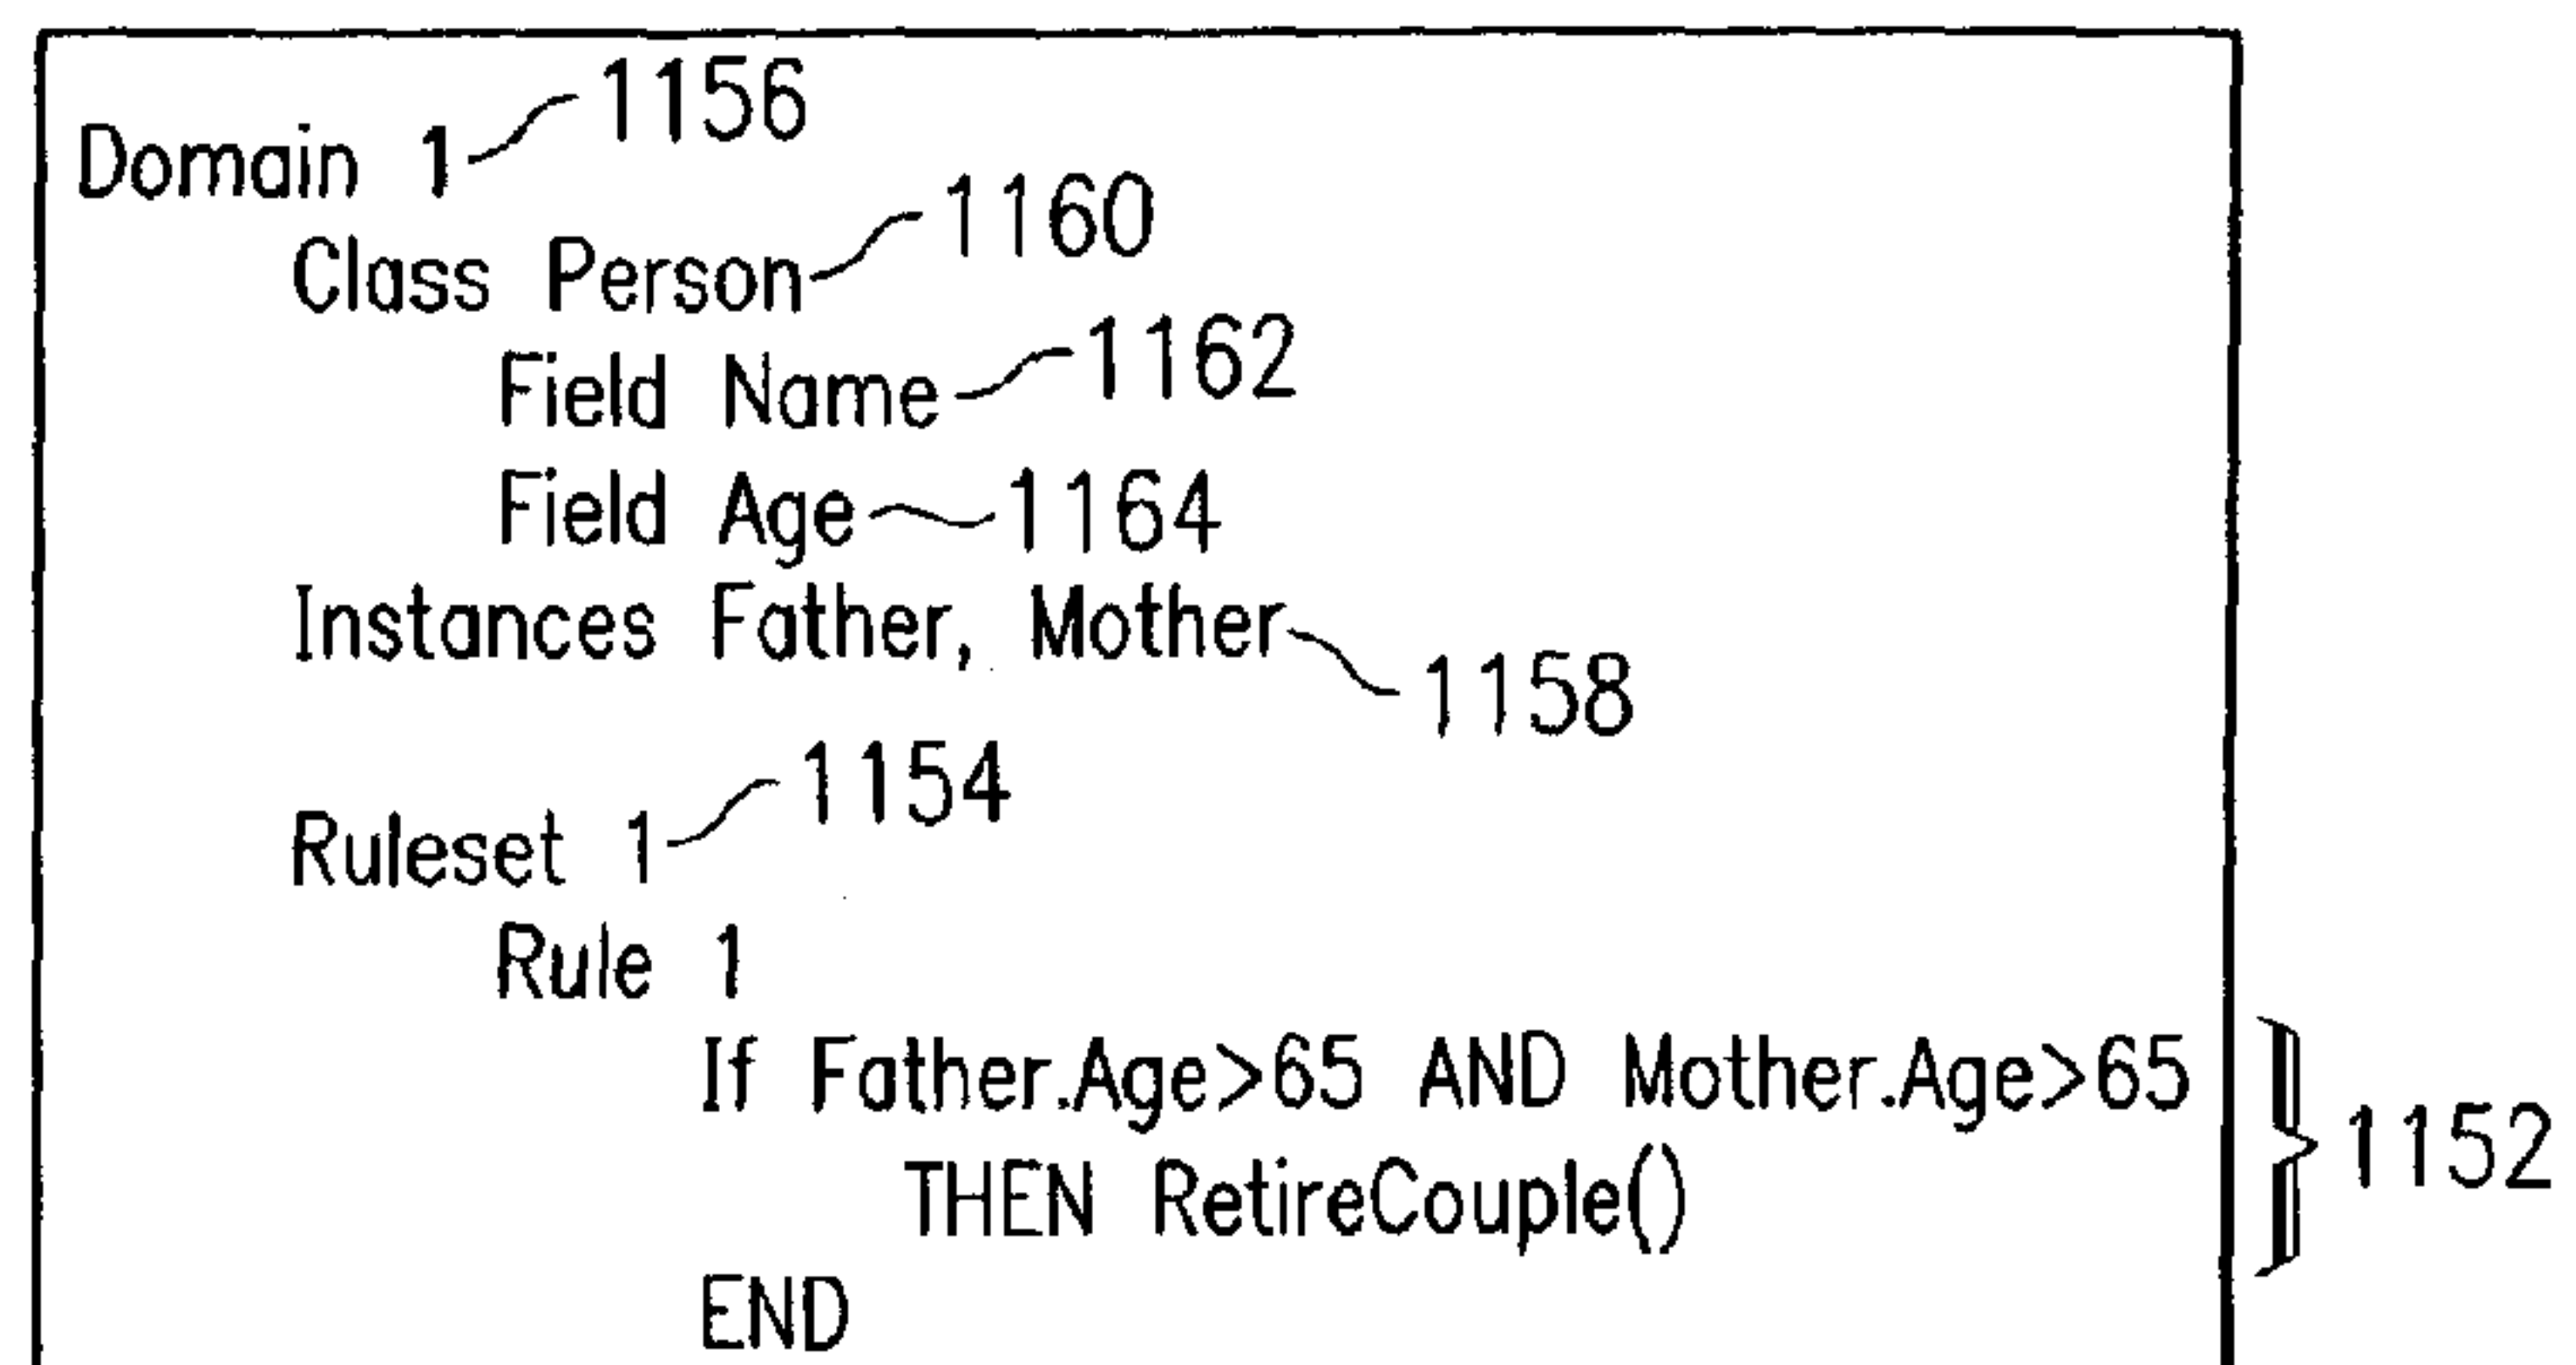 Domain 1 1156
Class Person 1160
Field Name 1162
Field Age 1164
Instances Father, Mother 1158
Ruleset 1 1154
Rule 1
If Father.Age>65 AND Mother.Age>65
THEN RetireCouple() 1152
END